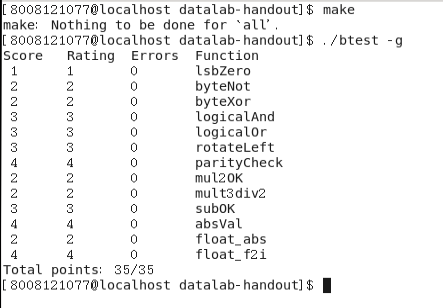 [8008121077@localhost datalab-handout]$ make
make: Nothing to be done for `all'.
[8008121077@localhost datalab-handout]$ ./btest -g
Score Rating Errors Function
1 1 0 lsbZero
2 2 0 byteNot
2 2 0 byteXor
3 3 0 logicalAnd
3 3 0 logicalOr
3 3 0 rotateLeft
4 4 0 parityCheck
2 2 0 mul2OK
2 2 0 mult3div2
3 3 0 subOK
4 4 0 absVal
2 2 0 float_abs
4 4 0 float_f2i
Total points: 35/35
[8008121077@localhost datalab-handout]$